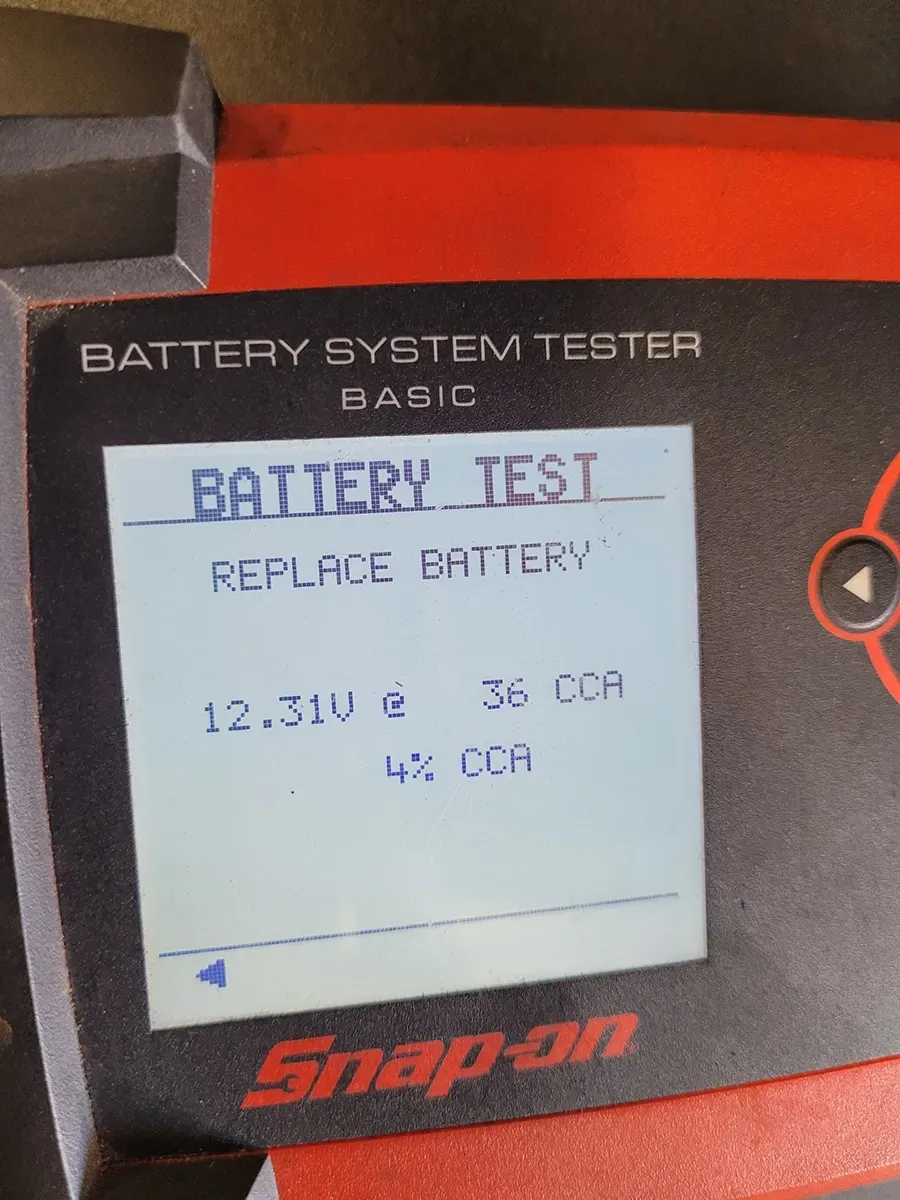 BATTERY SYSTEM TESTER
BASIC
BATTERY TEST
REPLACE BATTERY
12.31V @ 36 CCA
4% CCA
Snap-on